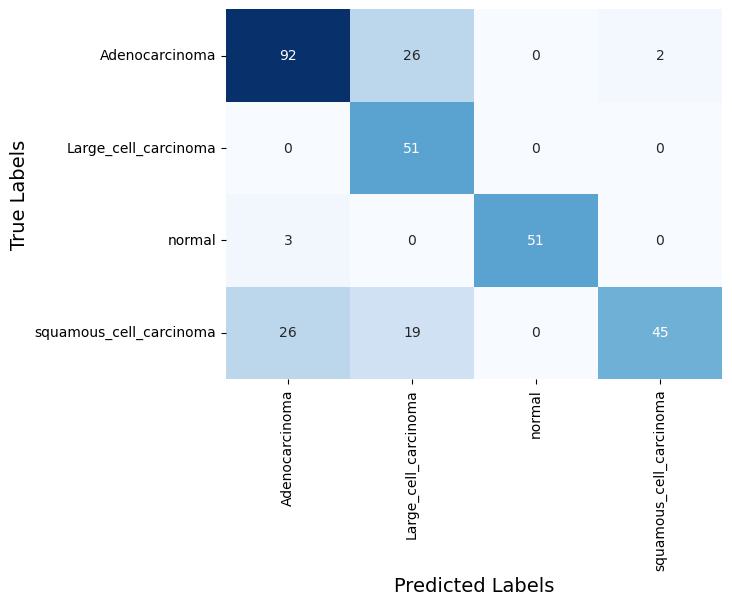 True Labels
Adenocarcinoma 92 26 0 2
Large_cell_carcinoma 0 51 0 0
normal 3 0 51 0
squamous_cell_carcinoma 26 19 0 45
Adenocarcinoma
Large_cell_carcinoma
normal
squamous_cell_carcinoma
Predicted Labels